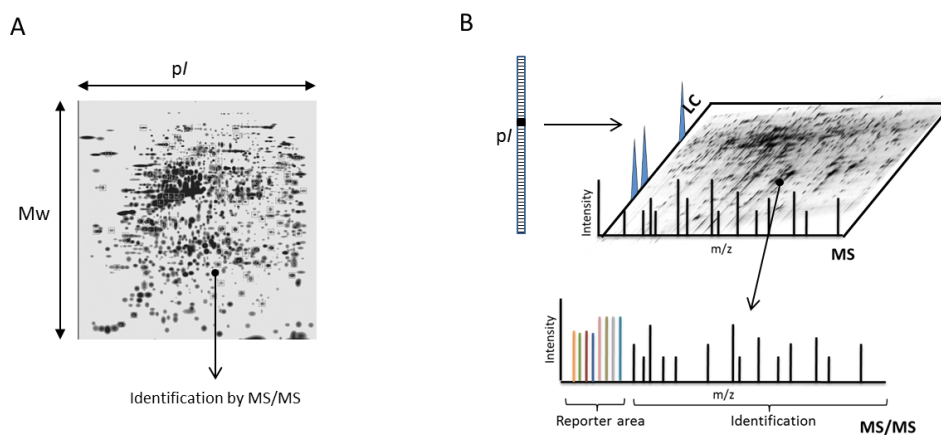 A
pI
Mw
Identification by MS/MS
B
pI
LC
Intensity
m/z
MS
Intensity
m/z
Reporter area
Identification
MS/MS